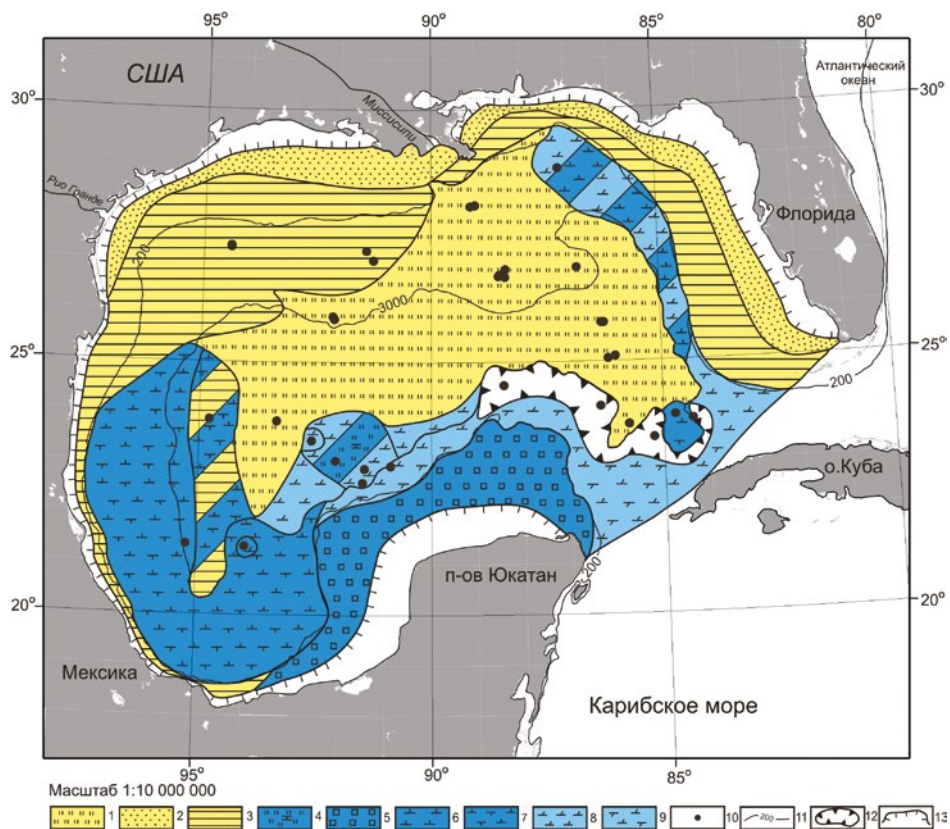 95° 90° 85° 80°
США
Атлантический
океан
30° 30°
Миссисипи
Рио Гранде
200
Флорида
3000
25° 25°
200
о.Куба
200
п-ов Юкатан
20° 20°
Мексика
Карибское море
95° 90° 85°
Масштаб 1:10 000 000
1 2 3 4 5 6 7 8 9 10 200 11 12 13